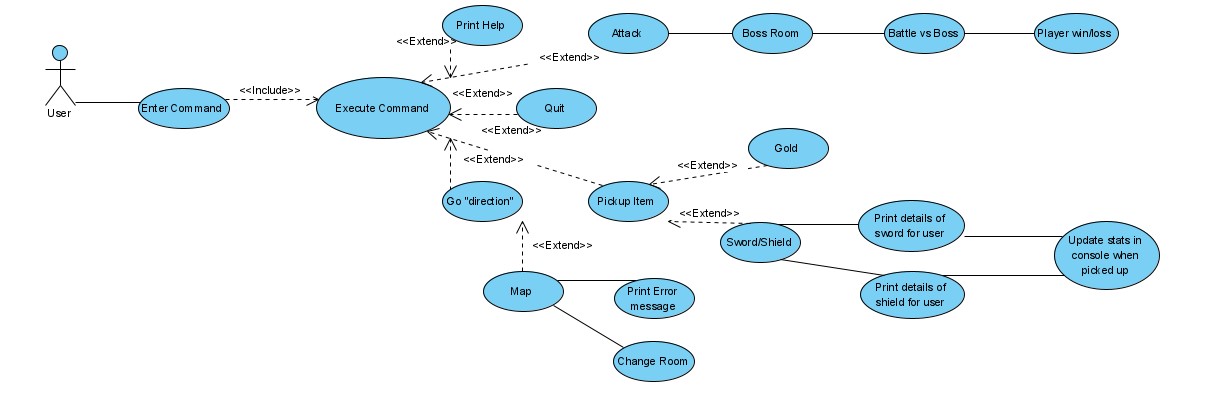 Print Help
<<Extend>>
Attack
Boss Room
Battle vs Boss
Player win/loss
<<Extend>>
User
Enter Command
<<Include>>
Execute Command
<<Extend>>
Quit
<<Extend>>
<<Extend>>
Gold
<<Extend>>
Go "direction"
Pickup Item
<<Extend>>
Sword/Shield
Print details of
sword for user
Update stats in
console when
picked up
<<Extend>>
Map
Print Error
message
Print details of
shield for user
Change Room